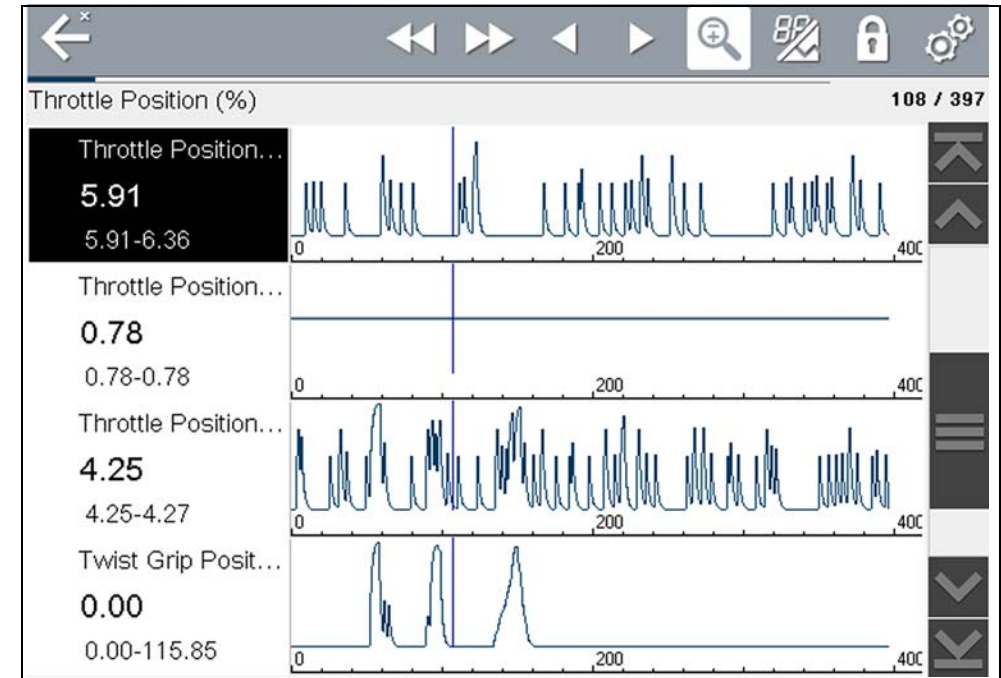 Throttle Position (%) 108 / 397
Throttle Position...
5.91
5.91-6.36
0 200 400
Throttle Position...
0.78
0.78-0.78
0 200 400
Throttle Position...
4.25
4.25-4.27
0 200 400
Twist Grip Posit...
0.00
0.00-115.85
0 200 400